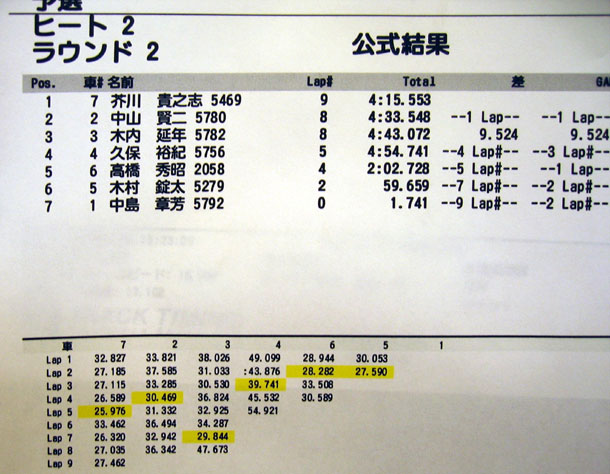 予選
ヒート 2
ラウンド 2
公式結果
Pos. 車# 名前 Lap# Total 差
1 7 芥川 貴之志 5469 9 4:15.553
2 2 中山 賢二 5780 8 4:33.548 --1 Lap-- --1 Lap--
3 3 木内 延年 5782 8 4:43.072 9.524 9.524
4 4 久保 裕紀 5756 5 4:54.741 --4 Lap#-- --3 Lap#--
5 6 高橋 秀昭 2058 4 2:02.728 --5 Lap#-- --1 Lap--
6 5 木村 錠太 5279 2 59.659 --7 Lap#-- --2 Lap#--
7 1 中島 章芳 5792 0 1.741 --9 Lap#-- --2 Lap#--
車 7 2 3 4 6 5 1
Lap 1 32.827 33.821 38.026 49.099 28.944 30.053
Lap 2 27.185 37.585 31.033 :43.876 28.282 27.590
Lap 3 27.115 33.285 30.530 39.741 33.508
Lap 4 26.589 30.469 36.824 45.532 30.589
Lap 5 25.976 31.332 32.925 54.921
Lap 6 33.462 36.494 34.287
Lap 7 26.320 32.942 29.844
Lap 8 27.035 36.342 47.673
Lap 9 27.462